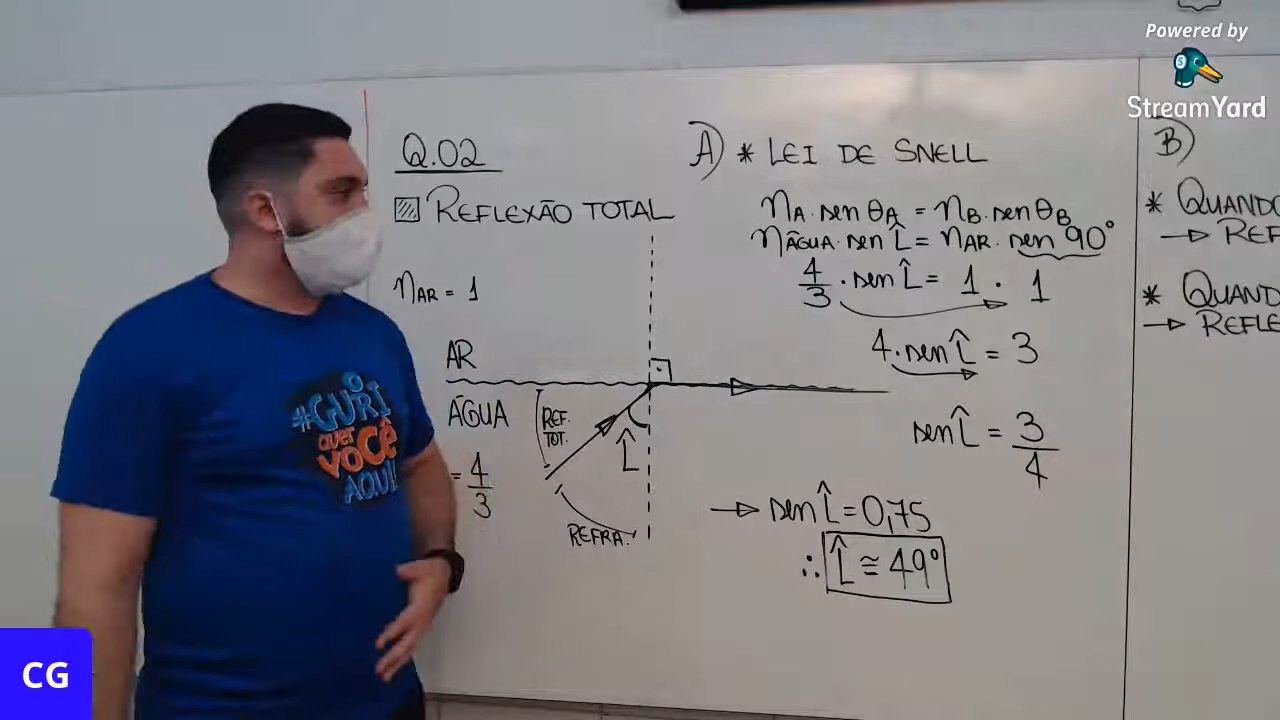 Powered by
StreamYard
Q.02
REFLEXÃO TOTAL
nAR = 1
AR
ÁGUA
= 4/3
REF.
TOT.
L̂
REFRA.
#GURI
QUER
VOCÊ
AQUI
A) * LEI DE SNELL
nA. sen θA = nB. sen θB
nÁGUA. sen L̂ = nAR. sen 90°
4/3 . sen L̂ = 1 . 1
4. sen L̂ = 3
sen L̂ = 3/4
→ sen L̂ = 0,75
∴ L̂ ≅ 49°
B)
* QUANDO
→ REF
* QUAND
→ REFLE
CG